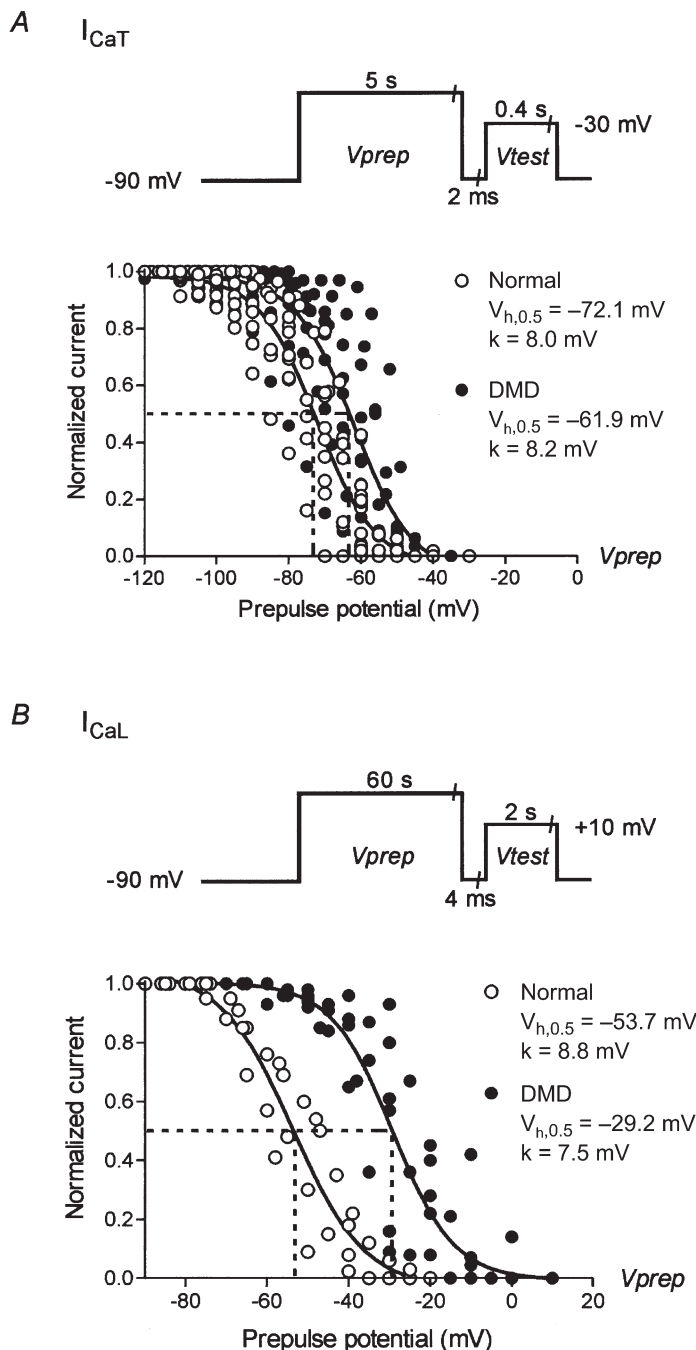 A
I_CaT
5 s
0.4 s
-30 mV
Vprep
Vtest
-90 mV
2 ms
Normalized current
1.0
0.8
0.6
0.4
0.2
0.0
-120
-100
-80
-60
-40
-20
0
Vprep
Prepulse potential (mV)
Normal
V_h,0.5 = –72.1 mV
k = 8.0 mV
DMD
V_h,0.5 = –61.9 mV
k = 8.2 mV
B
I_CaL
60 s
2 s
+10 mV
Vprep
Vtest
-90 mV
4 ms
Normalized current
1.0
0.8
0.6
0.4
0.2
0.0
-80
-60
-40
-20
0
20
Vprep
Prepulse potential (mV)
Normal
V_h,0.5 = –53.7 mV
k = 8.8 mV
DMD
V_h,0.5 = –29.2 mV
k = 7.5 mV